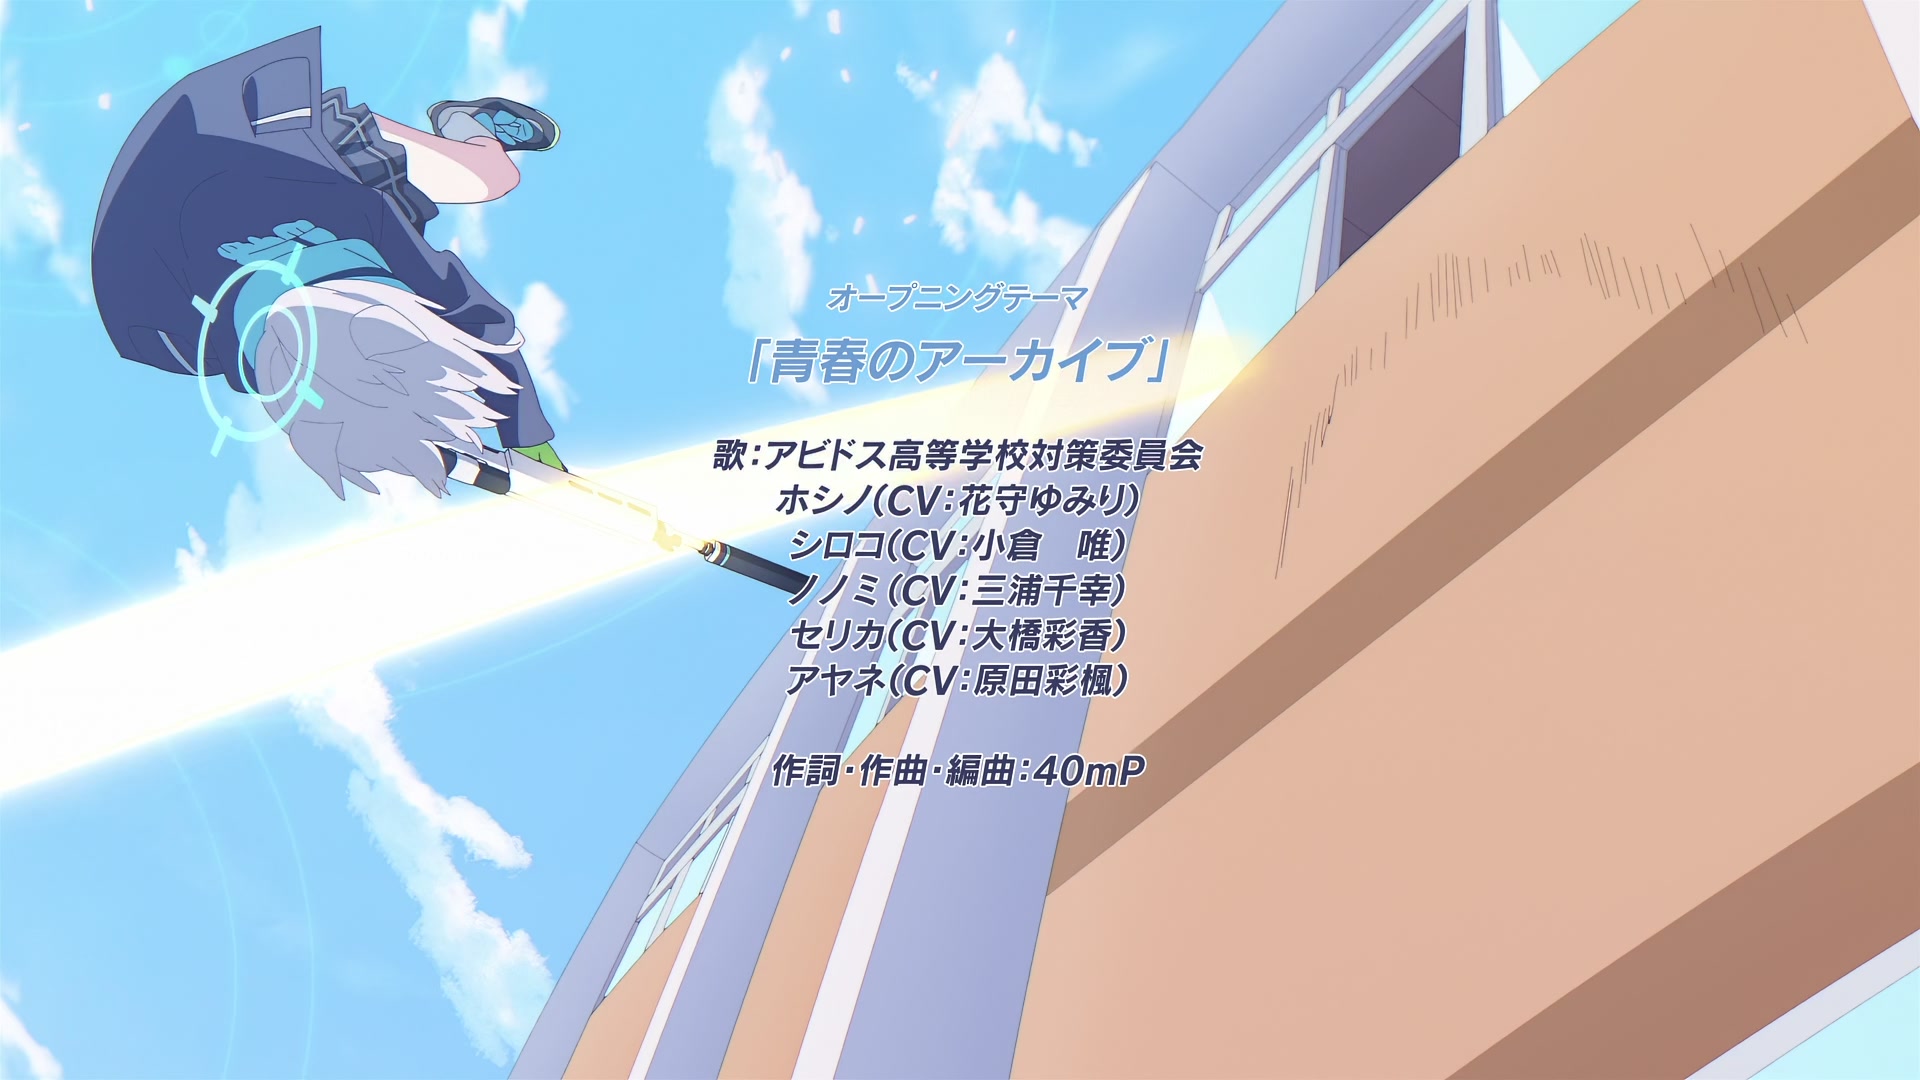 オープニングテーマ
「青春のアーカイブ」
歌：アビドス高等学校対策委員会
ホシノ(CV：花守ゆみり)
シロコ(CV：小倉　唯)
ノノミ(CV：三浦千幸)
セリカ(CV：大橋彩香)
アヤネ(CV：原田彩楓)
作詞・作曲・編曲：40mP